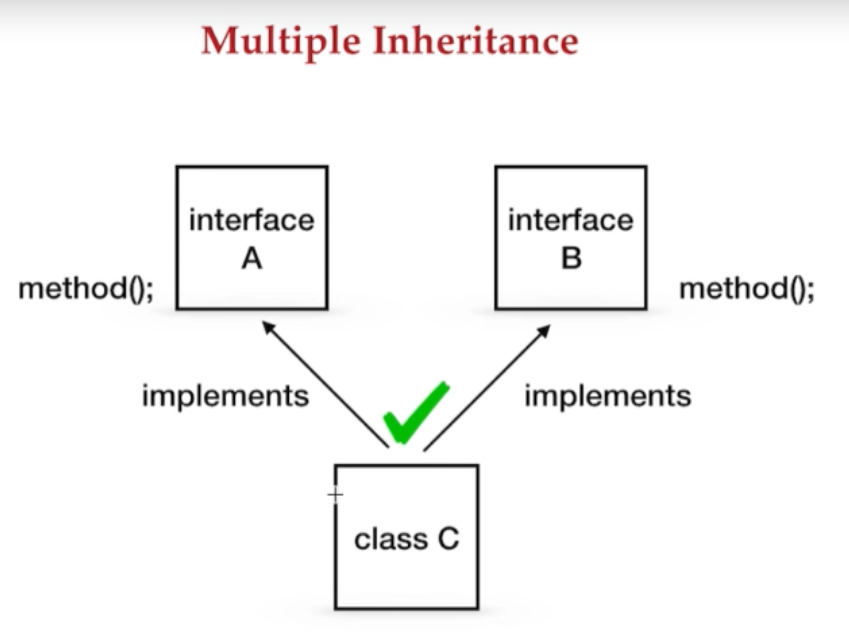 Multiple Inheritance
interface
A
interface
B
method();
method();
implements
implements
class C